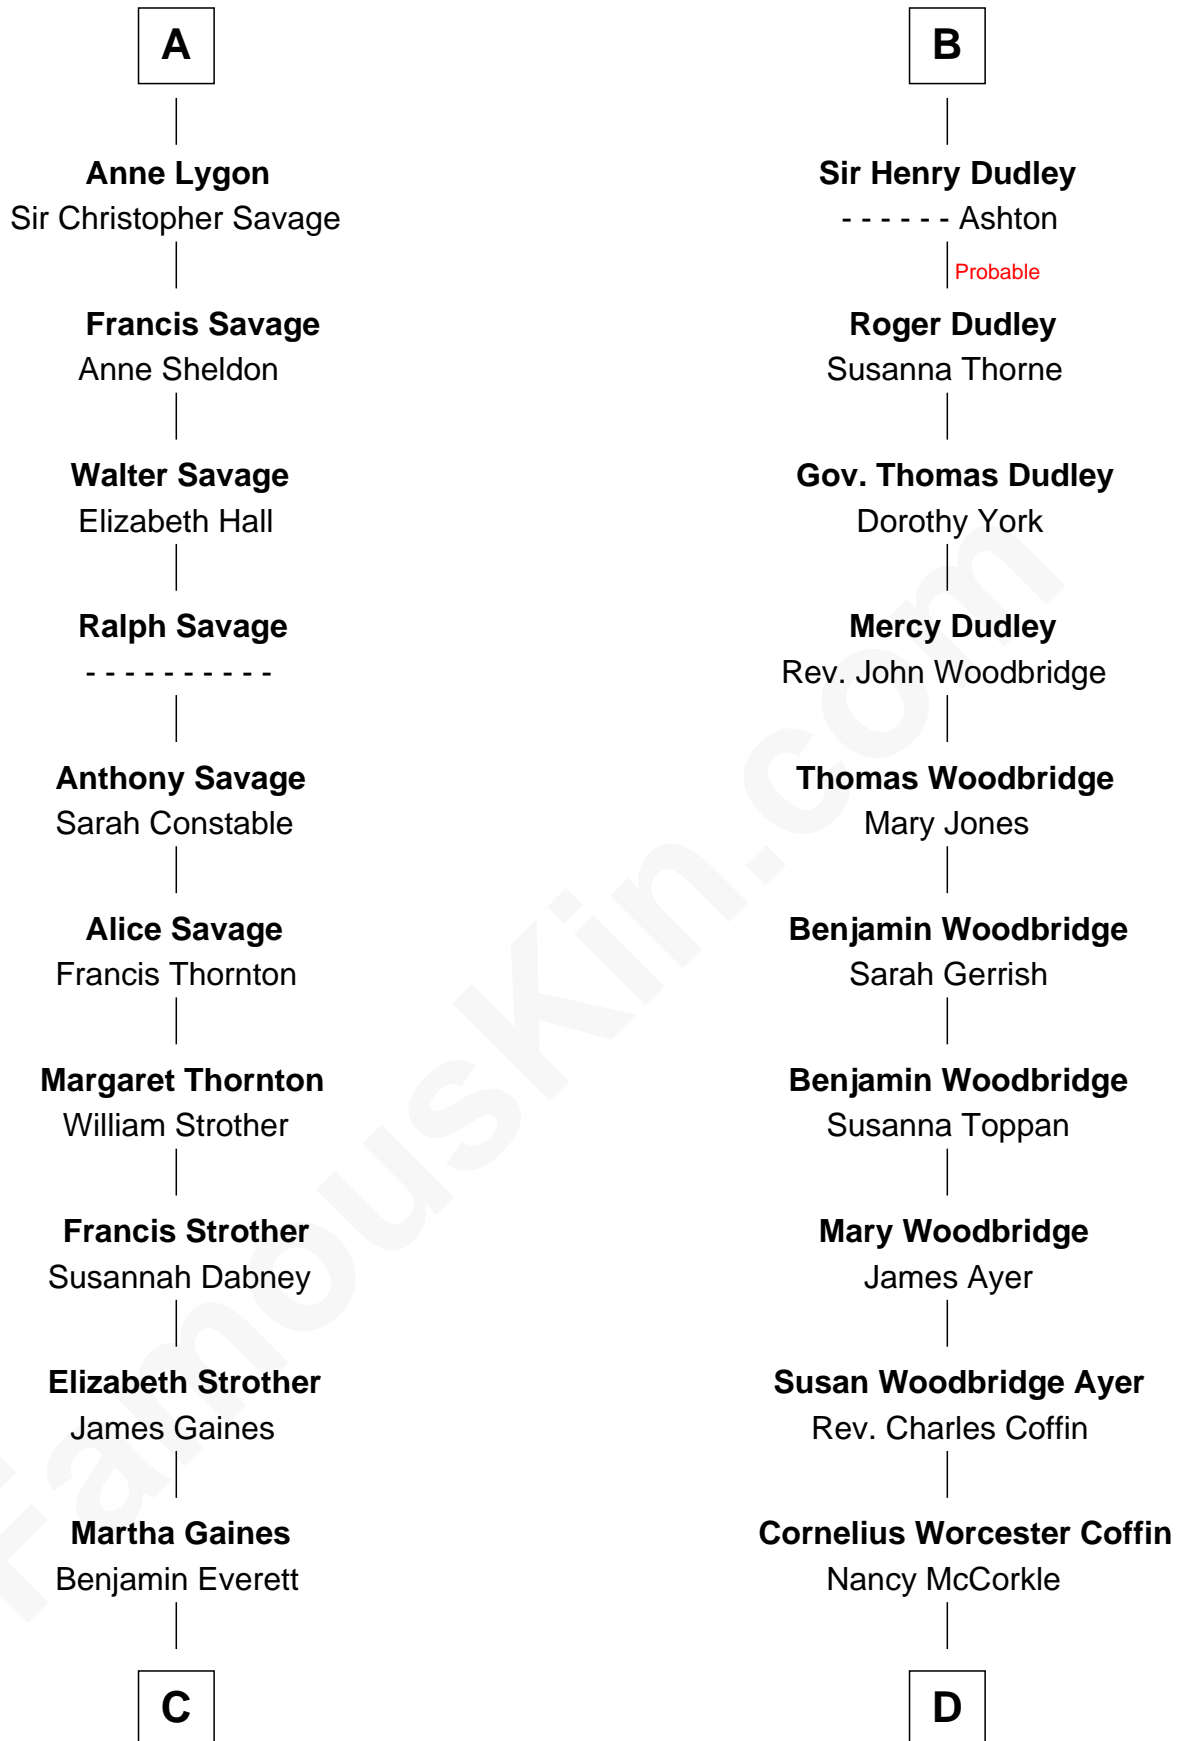 A
Anne Lygon
Sir Christopher Savage
Francis Savage
Anne Sheldon
Walter Savage
Elizabeth Hall
Ralph Savage
- - - - - - - - - -
Anthony Savage
Sarah Constable
Alice Savage
Francis Thornton
Margaret Thornton
William Strother
Francis Strother
Susannah Dabney
Elizabeth Strother
James Gaines
Martha Gaines
Benjamin Everett
C
B
Sir Henry Dudley
- - - - - - Ashton
Probable
Roger Dudley
Susanna Thorne
Gov. Thomas Dudley
Dorothy York
Mercy Dudley
Rev. John Woodbridge
Thomas Woodbridge
Mary Jones
Benjamin Woodbridge
Sarah Gerrish
Benjamin Woodbridge
Susanna Toppan
Mary Woodbridge
James Ayer
Susan Woodbridge Ayer
Rev. Charles Coffin
Cornelius Worcester Coffin
Nancy McCorkle
D
FamousKin.com